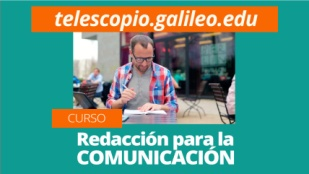 telescopio.galileo.edu
CURSO
Redacción para la
COMUNICACIÓN